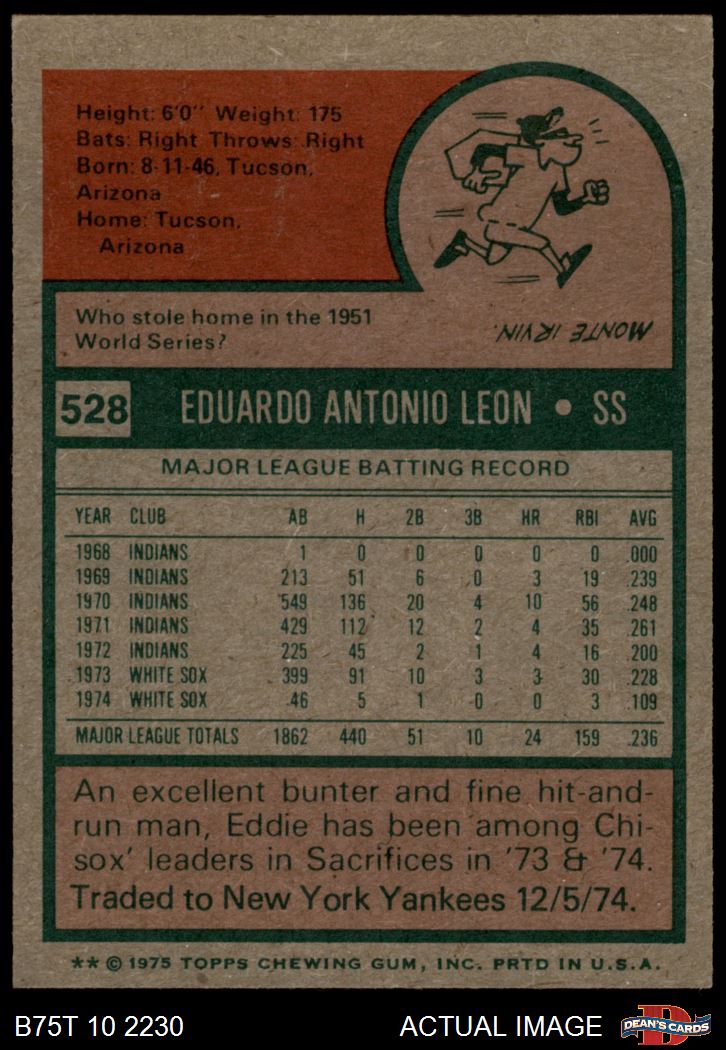 Height: 6'0" Weight: 175
Bats: Right Throws: Right
Born: 8-11-46, Tucson,
Arizona
Home: Tucson,
Arizona
Who stole home in the 1951
World Series?
MONTE IRVIN.
528 EDUARDO ANTONIO LEON • SS
MAJOR LEAGUE BATTING RECORD
YEAR CLUB AB H 2B 3B HR RBI AVG
1968 INDIANS 1 0 0 0 0 0 .000
1969 INDIANS 213 51 6 0 3 19 .239
1970 INDIANS 549 136 20 4 10 56 .248
1971 INDIANS 429 112 12 2 4 35 .261
1972 INDIANS 225 45 2 1 4 16 .200
1973 WHITE SOX 399 91 10 3 3 30 .228
1974 WHITE SOX 46 5 1 0 0 3 .109
MAJOR LEAGUE TOTALS 1862 440 51 10 24 159 .236
An excellent bunter and fine hit-and-
run man, Eddie has been among Chi-
sox' leaders in Sacrifices in '73 & '74.
Traded to New York Yankees 12/5/74.
** © 1975 TOPPS CHEWING GUM, INC. PRTD IN U.S.A.
B75T 10 2230 ACTUAL IMAGE
D
DEAN'S CARDS